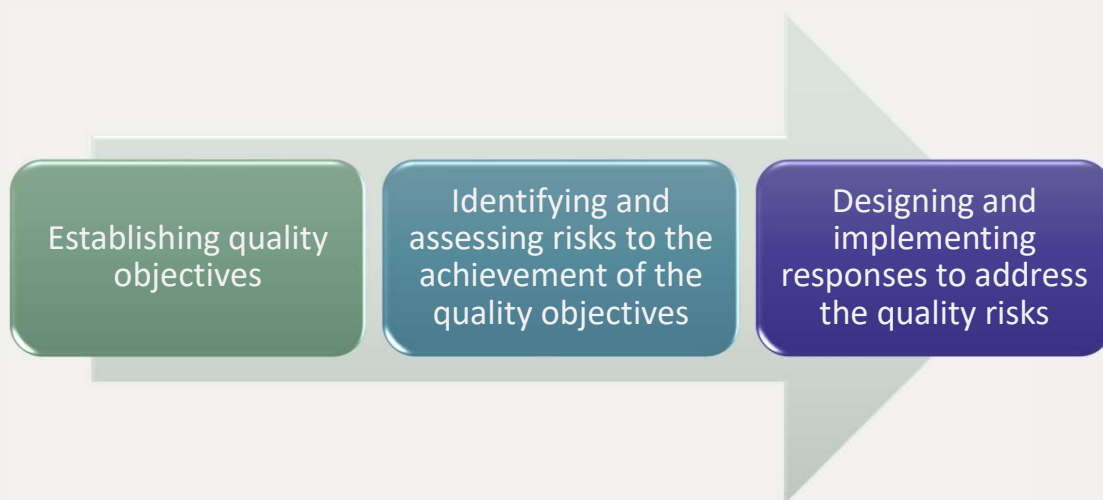 Establishing quality
objectives
Identifying and
assessing risks to the
achievement of the
quality objectives
Designing and
implementing
responses to address
the quality risks